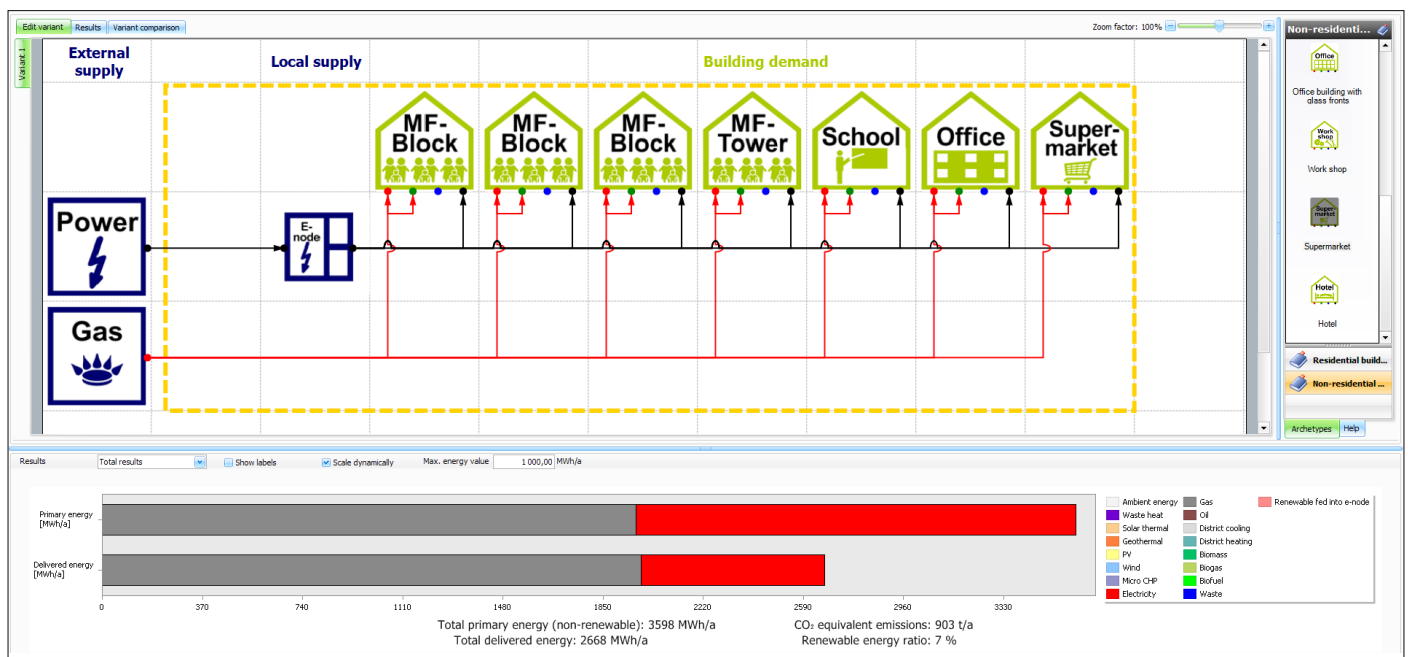 Edit variant Results Variant comparison
Zoom factor: 100%
Variant 1
External supply
Local supply
Building demand
MF-Block
MF-Block
MF-Block
MF-Tower
School
Office
Super-market
Power
E-node
Gas
Non-residenti...
Office
Office building with glass fronts
Work shop
Work shop
Super-market
Supermarket
Hotel
Hotel
Residential build...
Non-residential ...
Archetypes Help
Results Total results Show labels Scale dynamically Max. energy value 1 000,00 MWh/a
Primary energy [MWh/a]
Delivered energy [MWh/a]
0 370 740 1110 1480 1850 2220 2590 2960 3330
Total primary energy (non-renewable): 3598 MWh/a CO₂ equivalent emissions: 903 t/a
Total delivered energy: 2668 MWh/a Renewable energy ratio: 7 %
Ambient energy Gas Renewable fed into e-node
Waste heat Oil
Solar thermal District cooling
Geothermal District heating
PV Biomass
Wind Biogas
Micro CHP Biofuel
Electricity Waste